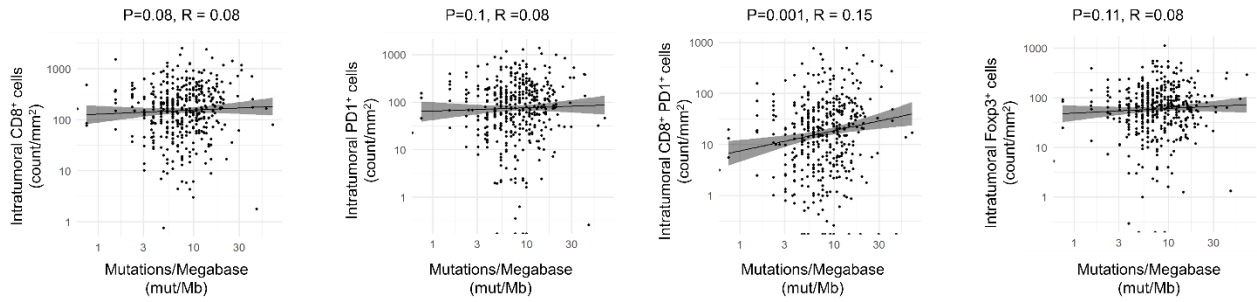 P=0.08, R = 0.08
Intratumoral CD8⁺ cells
(count/mm²)
1000
100
10
1
1
3
10
30
Mutations/Megabase
(mut/Mb)
P=0.1, R =0.08
Intratumoral PD1⁺ cells
(count/mm²)
1000
100
10
1
1
3
10
30
Mutations/Megabase
(mut/Mb)
P=0.001, R = 0.15
Intratumoral CD8⁺ PD1⁺ cells
(count/mm²)
1000
100
10
1
1
3
10
30
Mutations/Megabase
(mut/Mb)
P=0.11, R =0.08
Intratumoral Foxp3⁺ cells
(count/mm²)
1000
100
10
1
1
3
10
30
Mutations/Megabase
(mut/Mb)